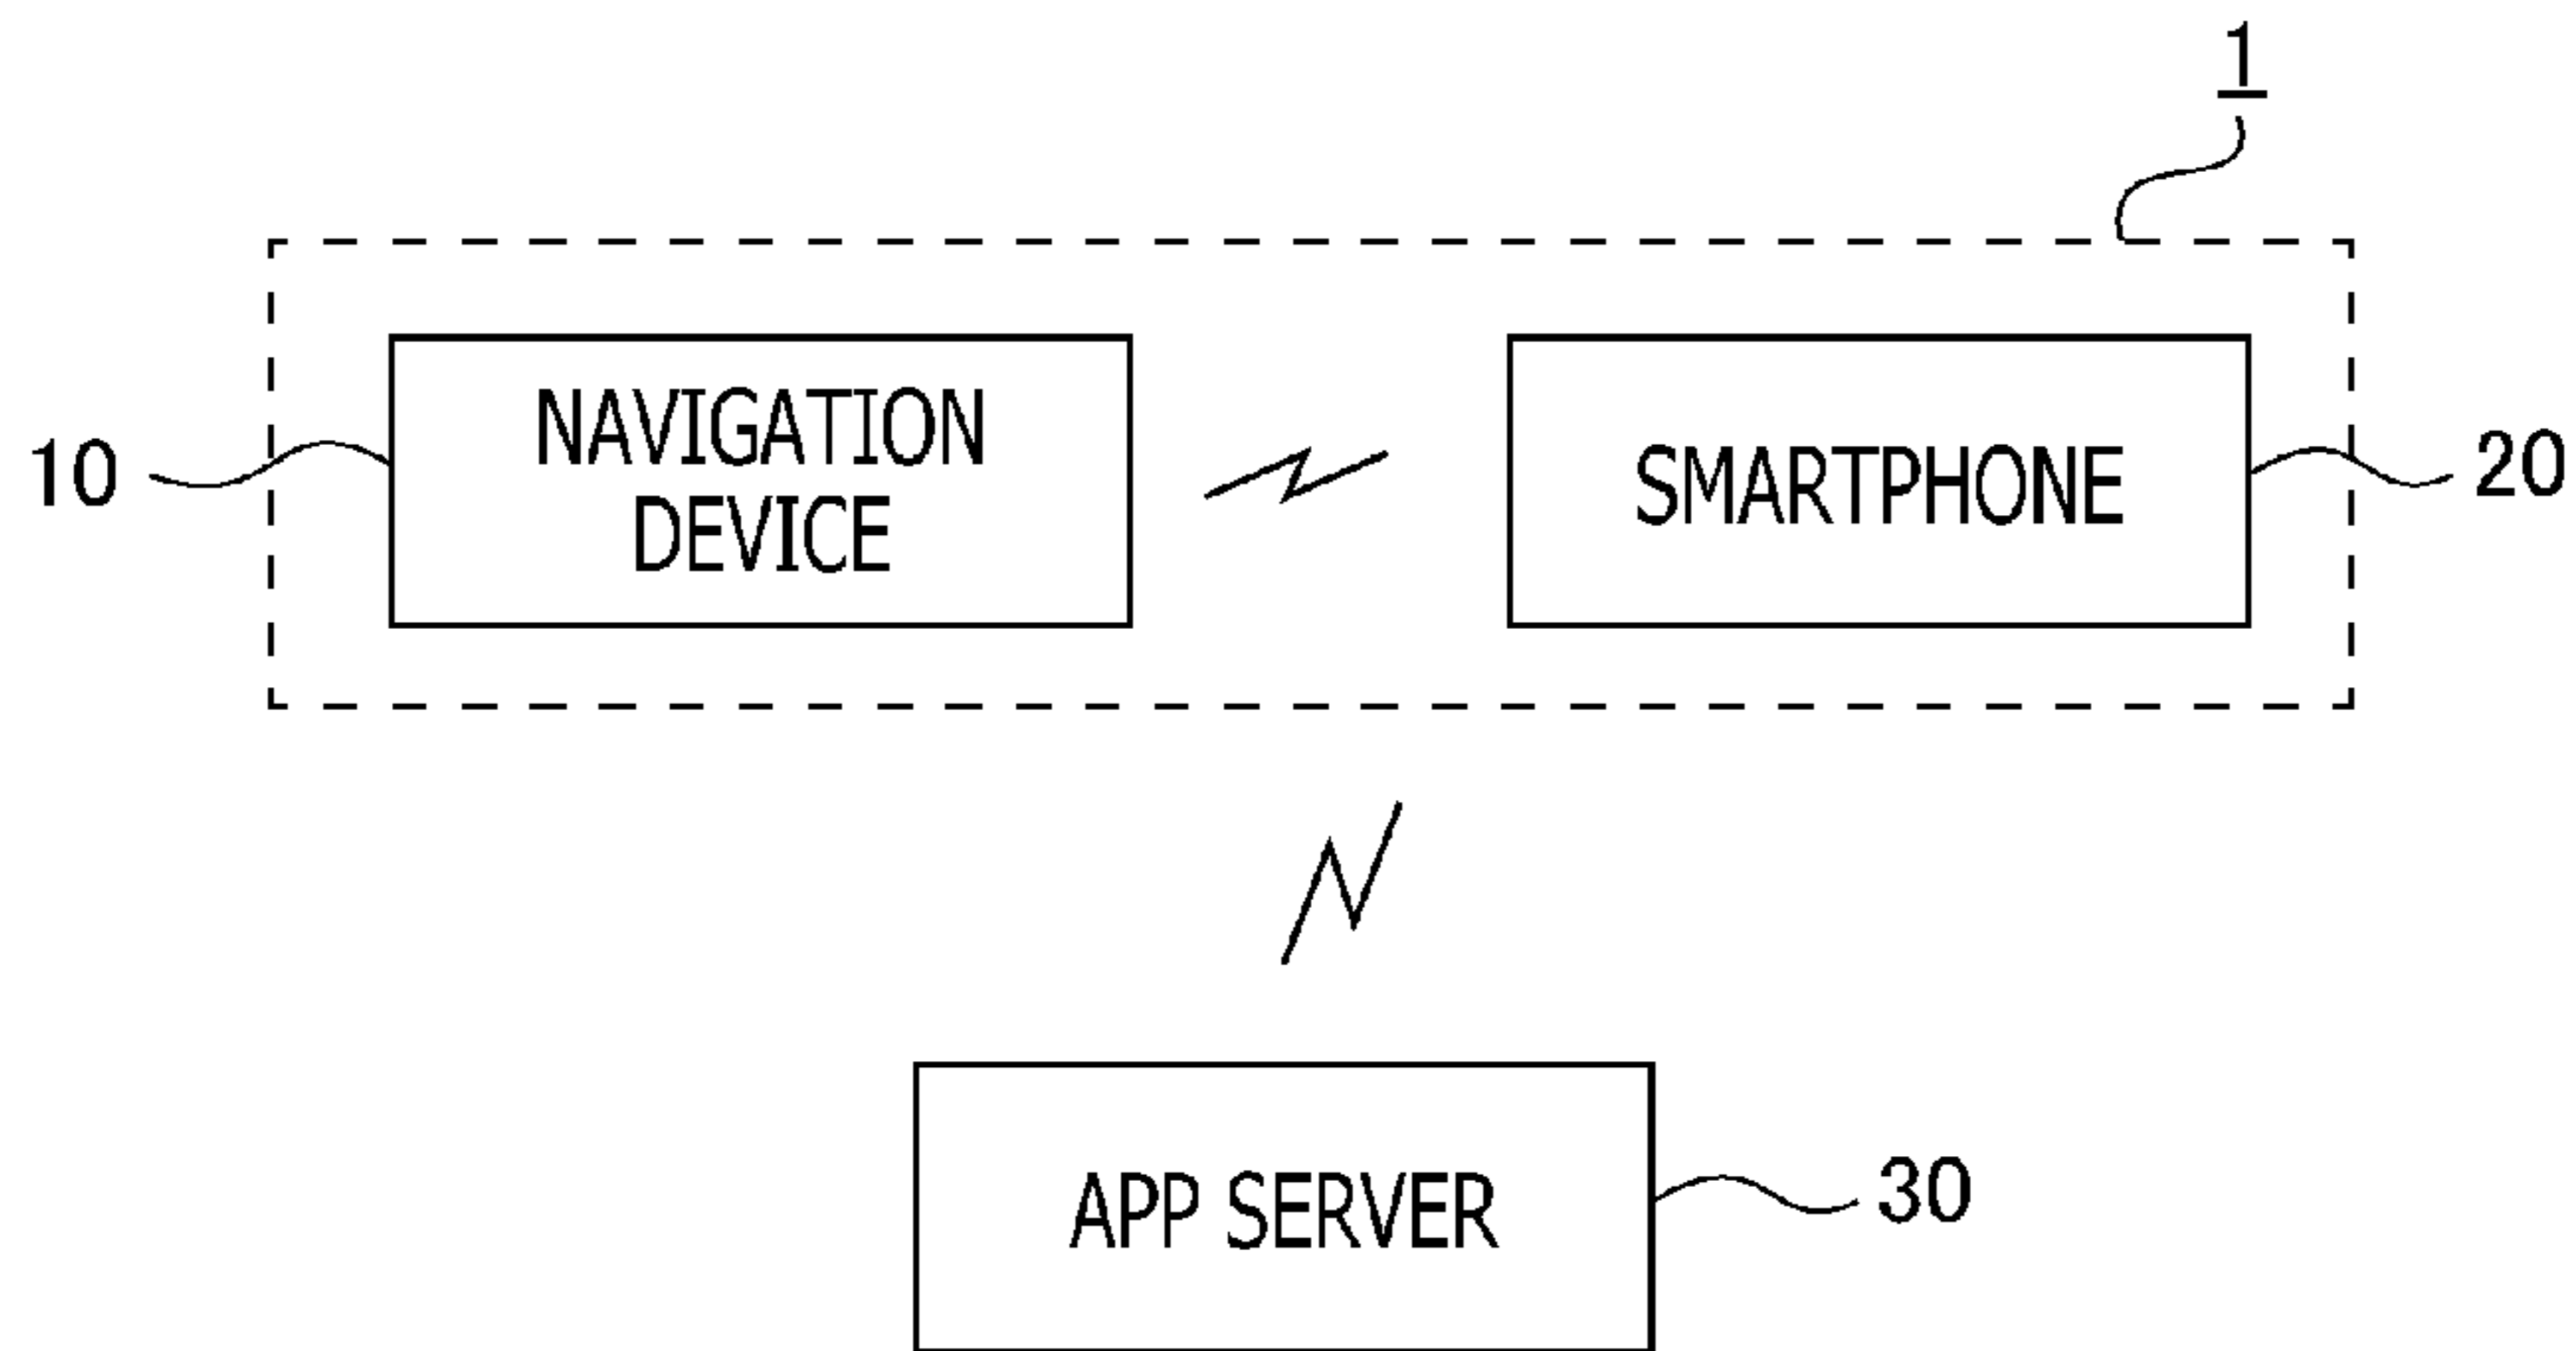 1
NAVIGATION
DEVICE
10
SMARTPHONE
20
APP SERVER
30